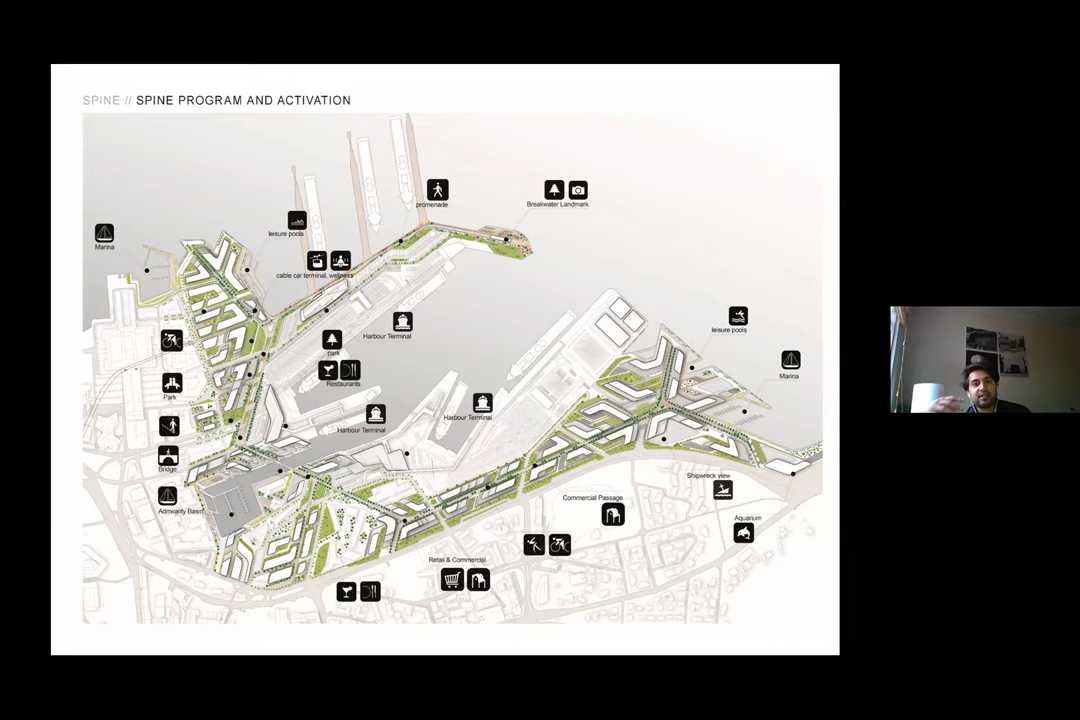 SPINE // SPINE PROGRAM AND ACTIVATION
promenade
Breakwater Landmark
leisure pools
Marina
cable car terminal, wellness
leisure pools
Harbour Terminal
park
Marina
Restaurants
Park
Harbour Terminal
Harbour Terminal
Bridge
Shipwreck view
Commercial Passage
Admirality Basin
Aquarium
Retail & Commercial